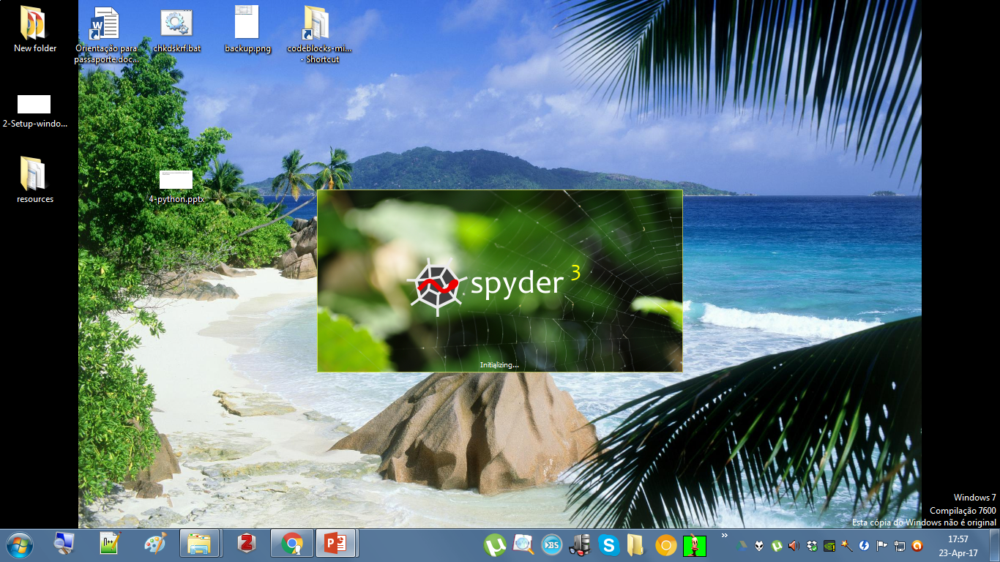 New folder
Orientação para
passaporte.doc...
chkdskrf.bat
backup.png
codeblocks-mi...
- Shortcut
2-Setup-windo...
resources
4-python.pptx
spyder 3
Initializing...
Windows 7
Compilação 7600
Esta cópia do Windows não é original
17:57
23-Apr-17